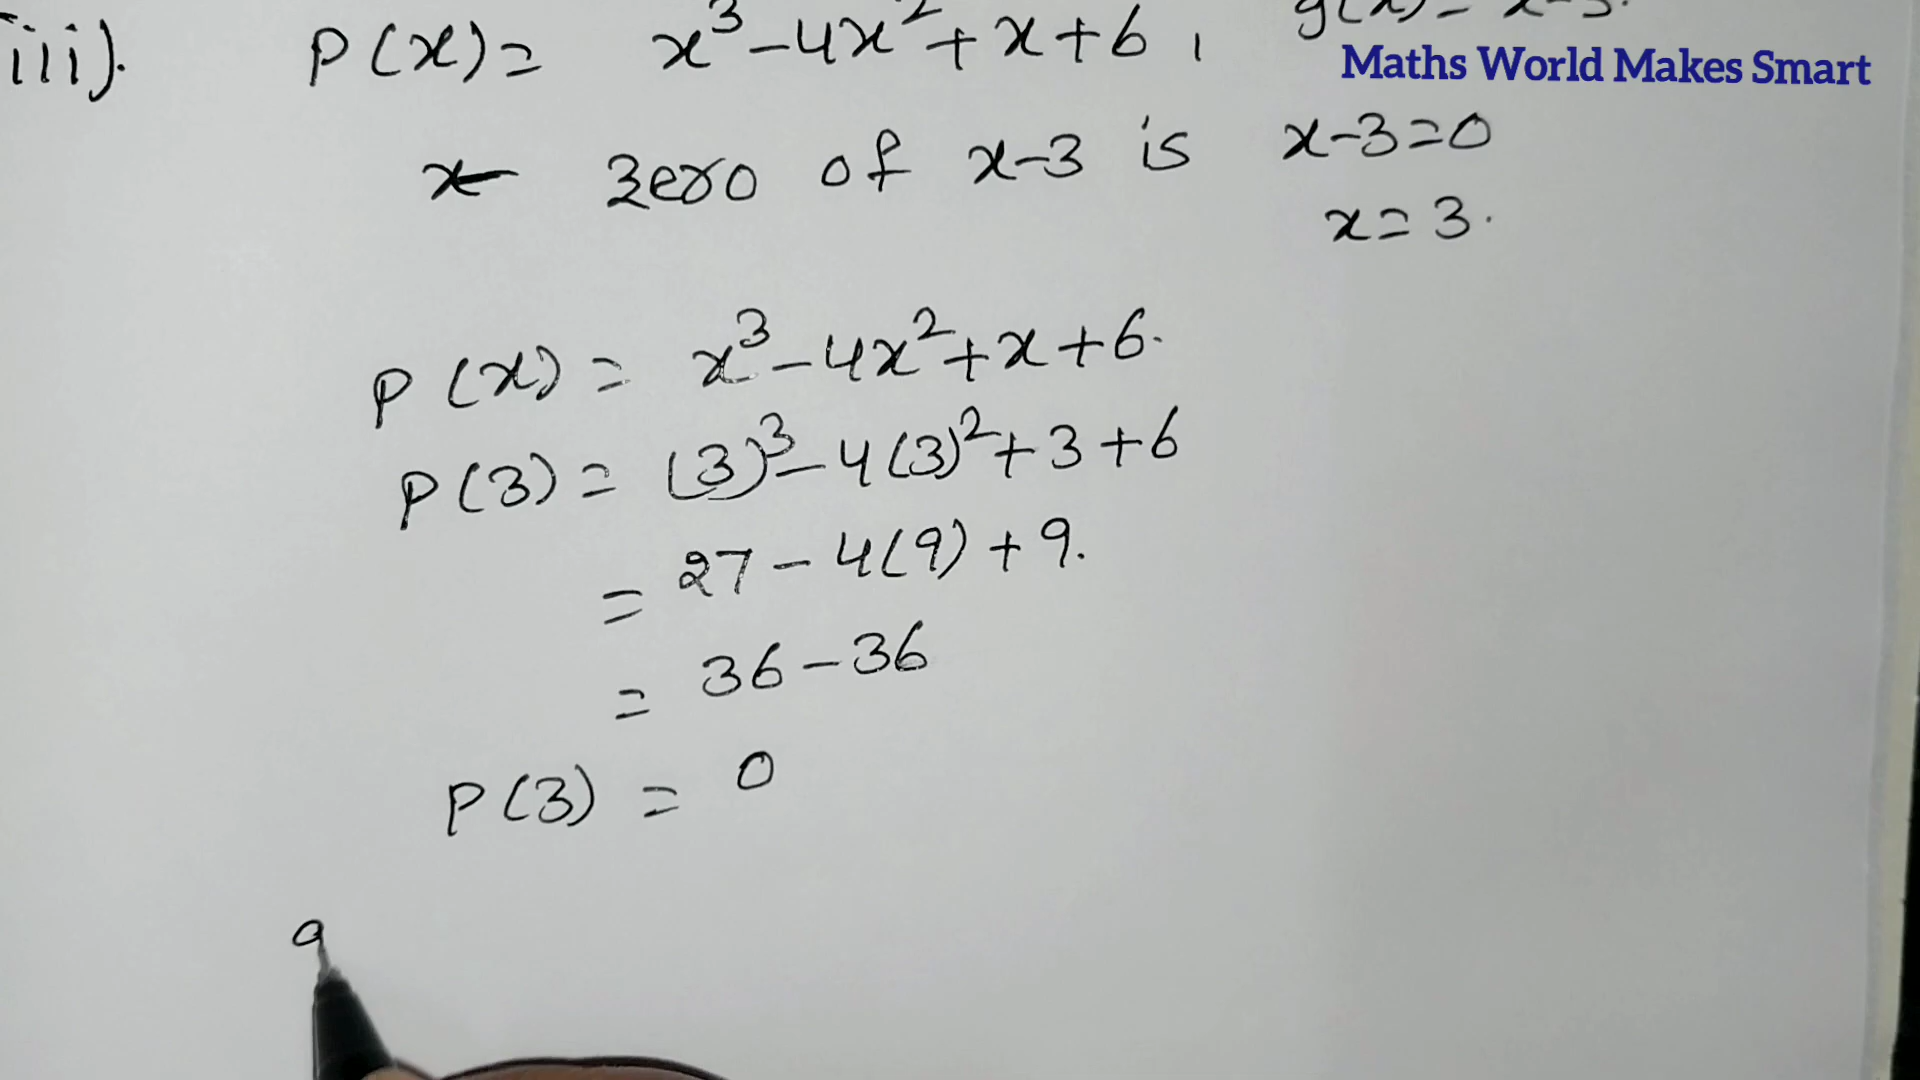 iii). P(x) = x³-4x²+x+6, g(x) = x-3.
Maths World Makes Smart
zero of x-3 is x-3=0
x=3.
P(x) = x³-4x²+x+6.
P(3) = (3)³-4(3)²+3+6
= 27-4(9)+9.
= 36-36
P(3) = 0
g